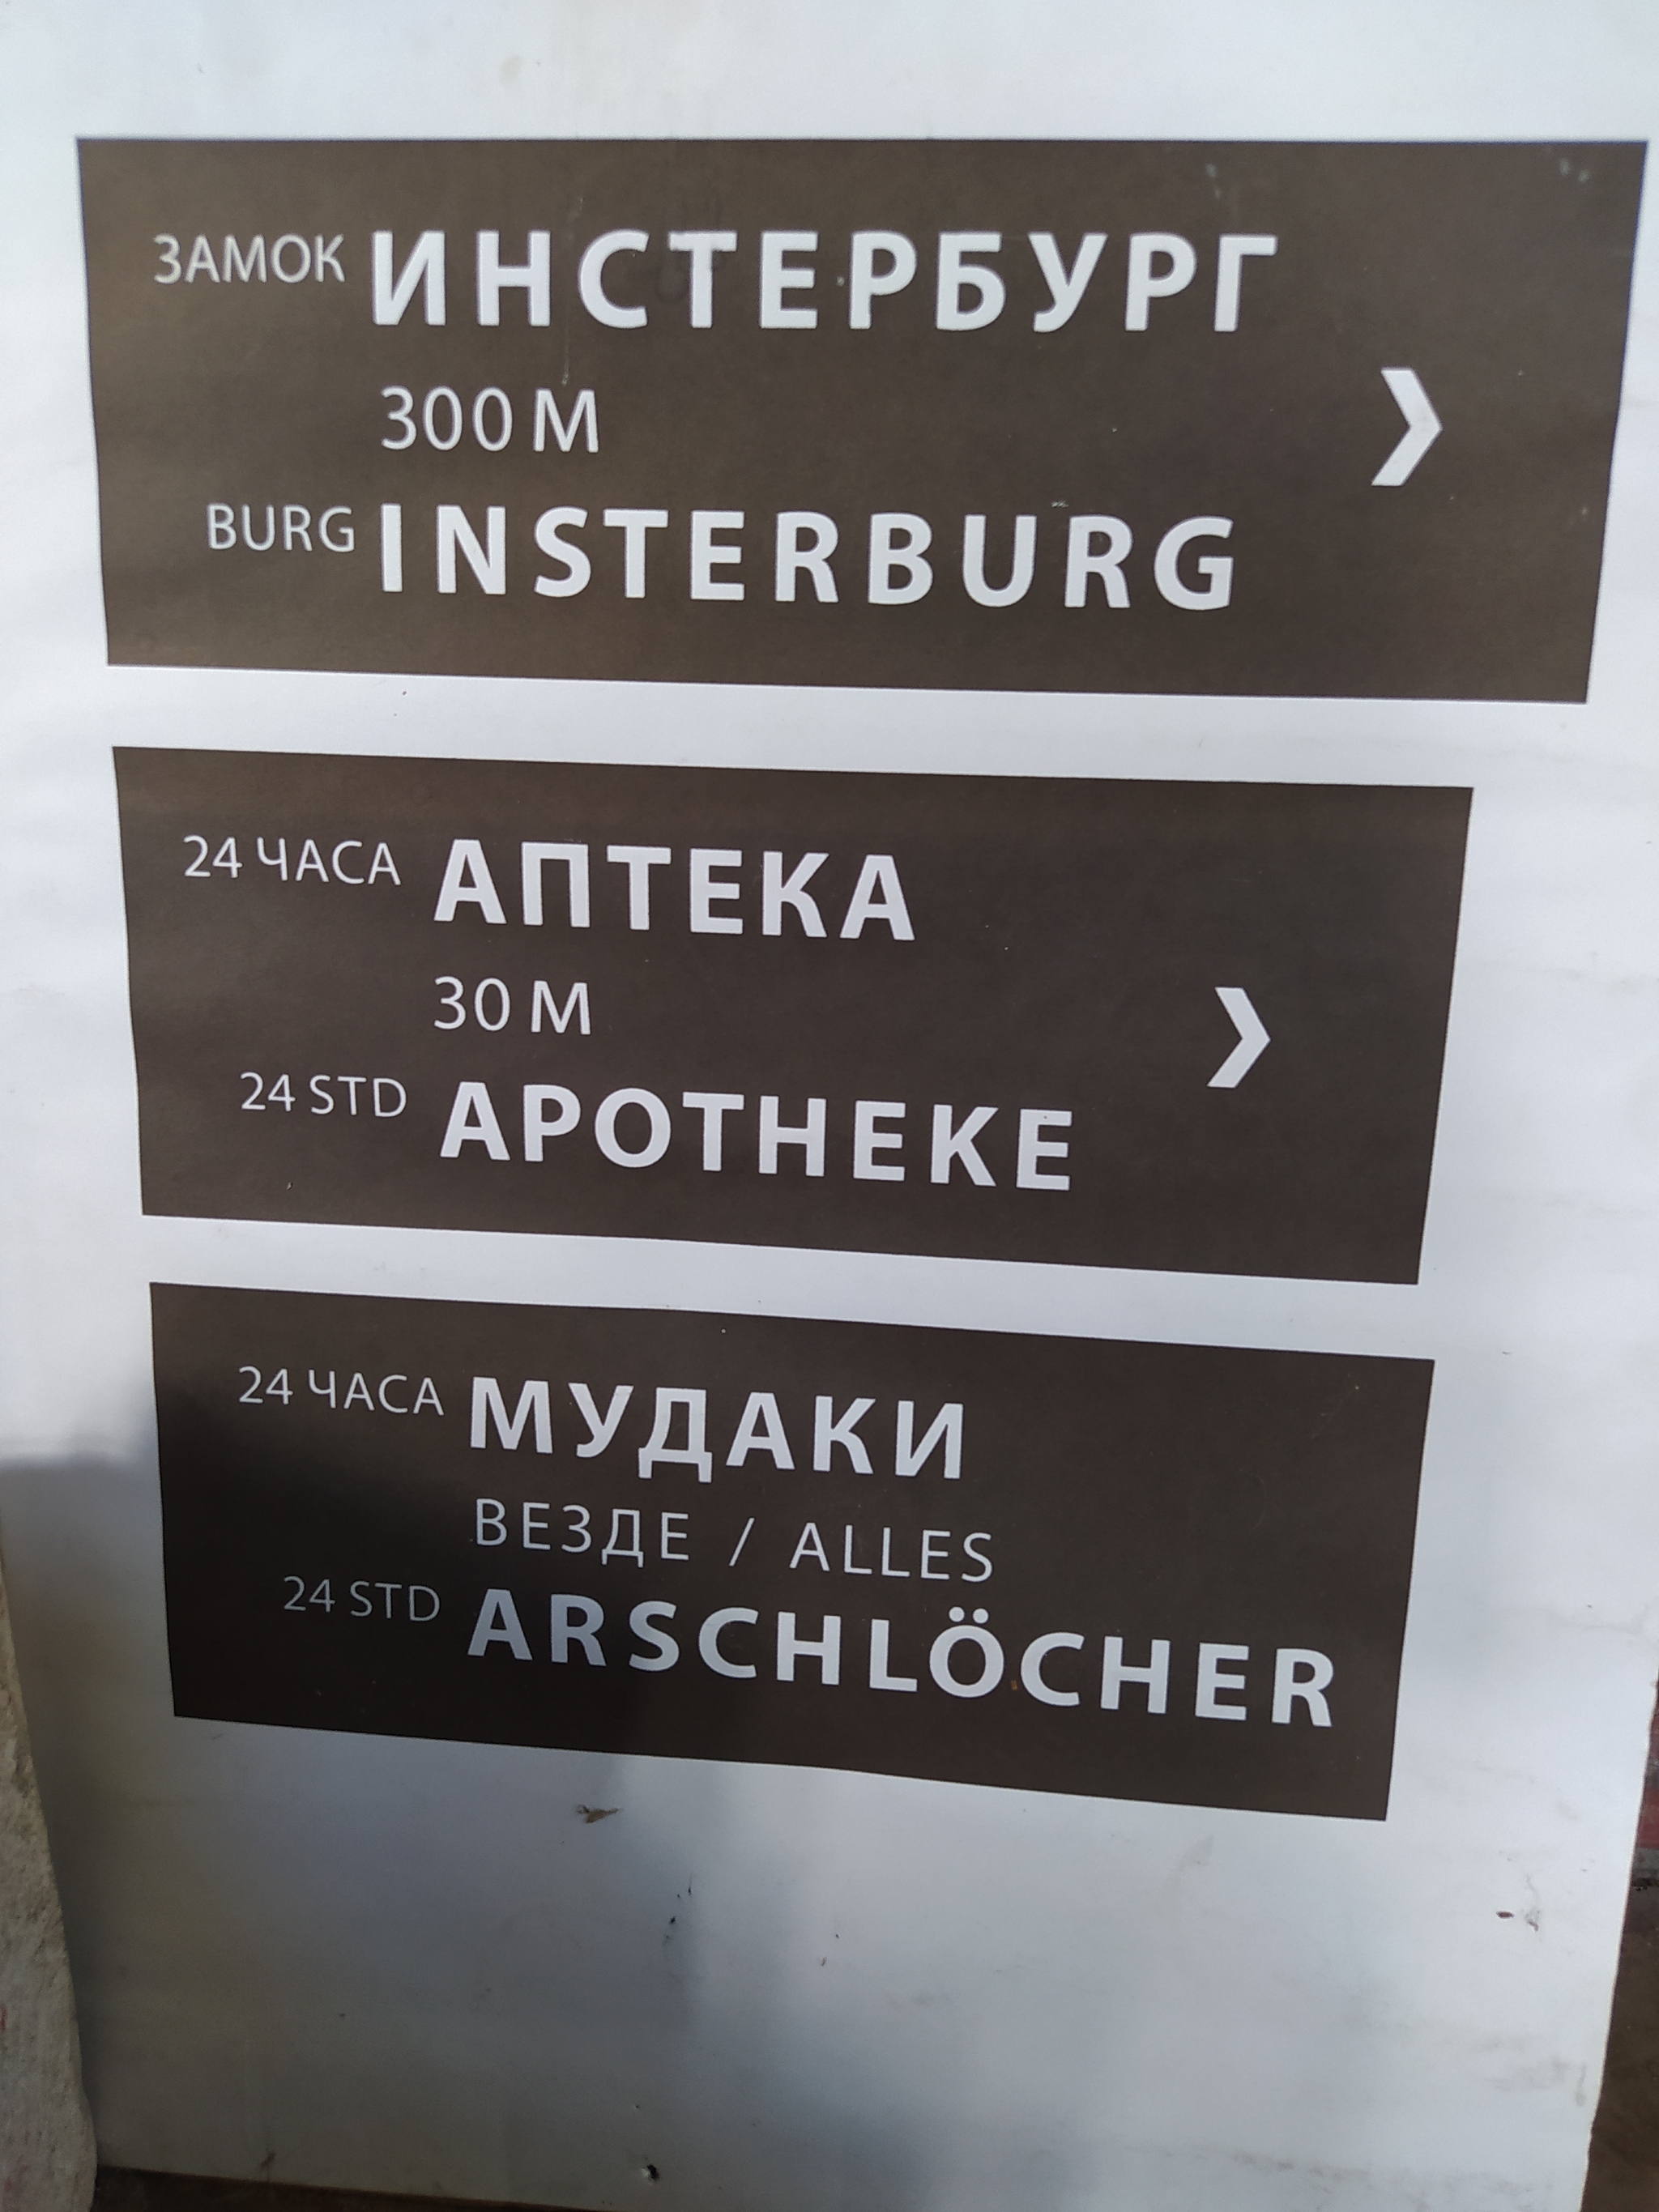 ЗАМОК ИНСТЕРБУРГ
300 М
BURG INSTERBURG
24 ЧАСА АПТЕКА
30 М
24 STD APOTHEKE
24 ЧАСА МУДАКИ
ВЕЗДЕ / ALLES
24 STD ARSCHLÖCHER